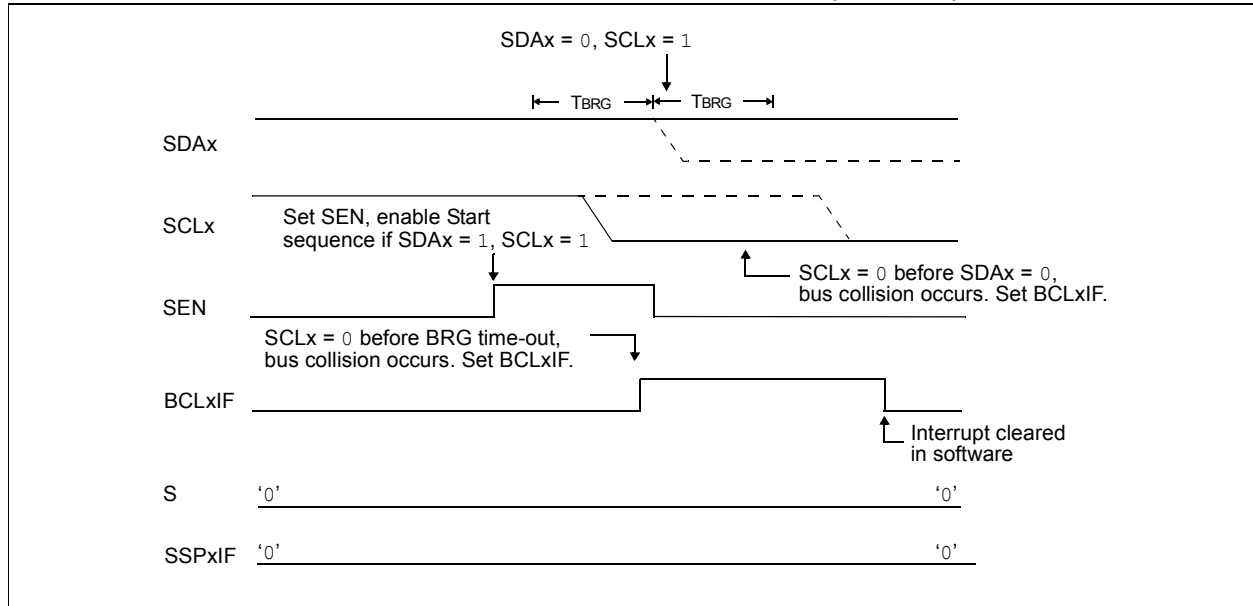 SDAx = 0, SCLx = 1
TBRG
TBRG
SDAx
SCLx
Set SEN, enable Start
sequence if SDAx = 1, SCLx = 1
SCLx = 0 before SDAx = 0,
bus collision occurs. Set BCLxIF.
SEN
SCLx = 0 before BRG time-out,
bus collision occurs. Set BCLxIF.
BCLxIF
Interrupt cleared
in software
S
‘0’
‘0’
SSPxIF
‘0’
‘0’